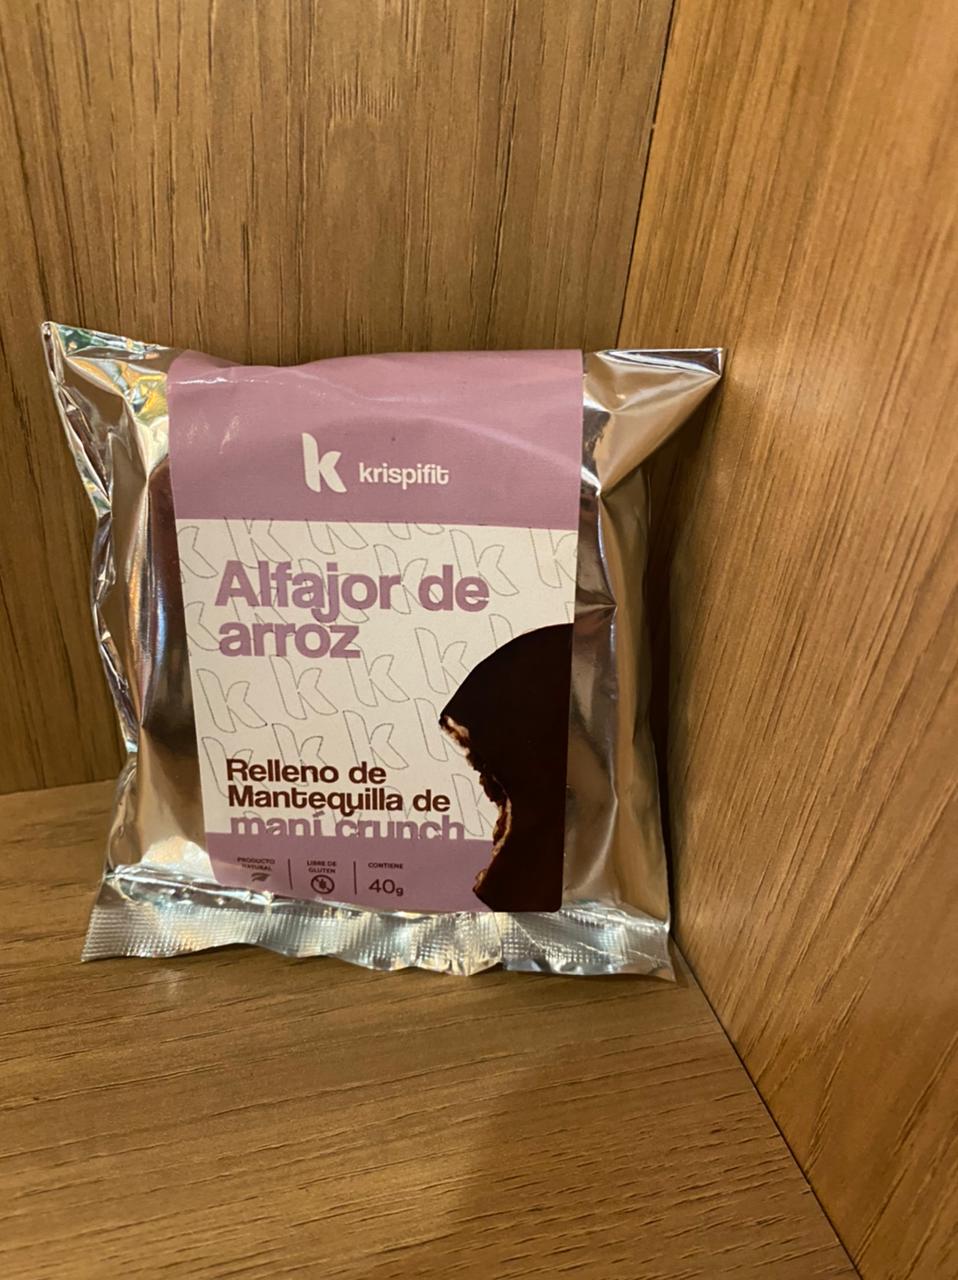 k krispifit
Alfajor de
arroz
Relleno de
Mantequilla de
maní crunch
PRODUCTO
NATURAL
LIBRE DE
GLUTEN
CONTIENE
40g